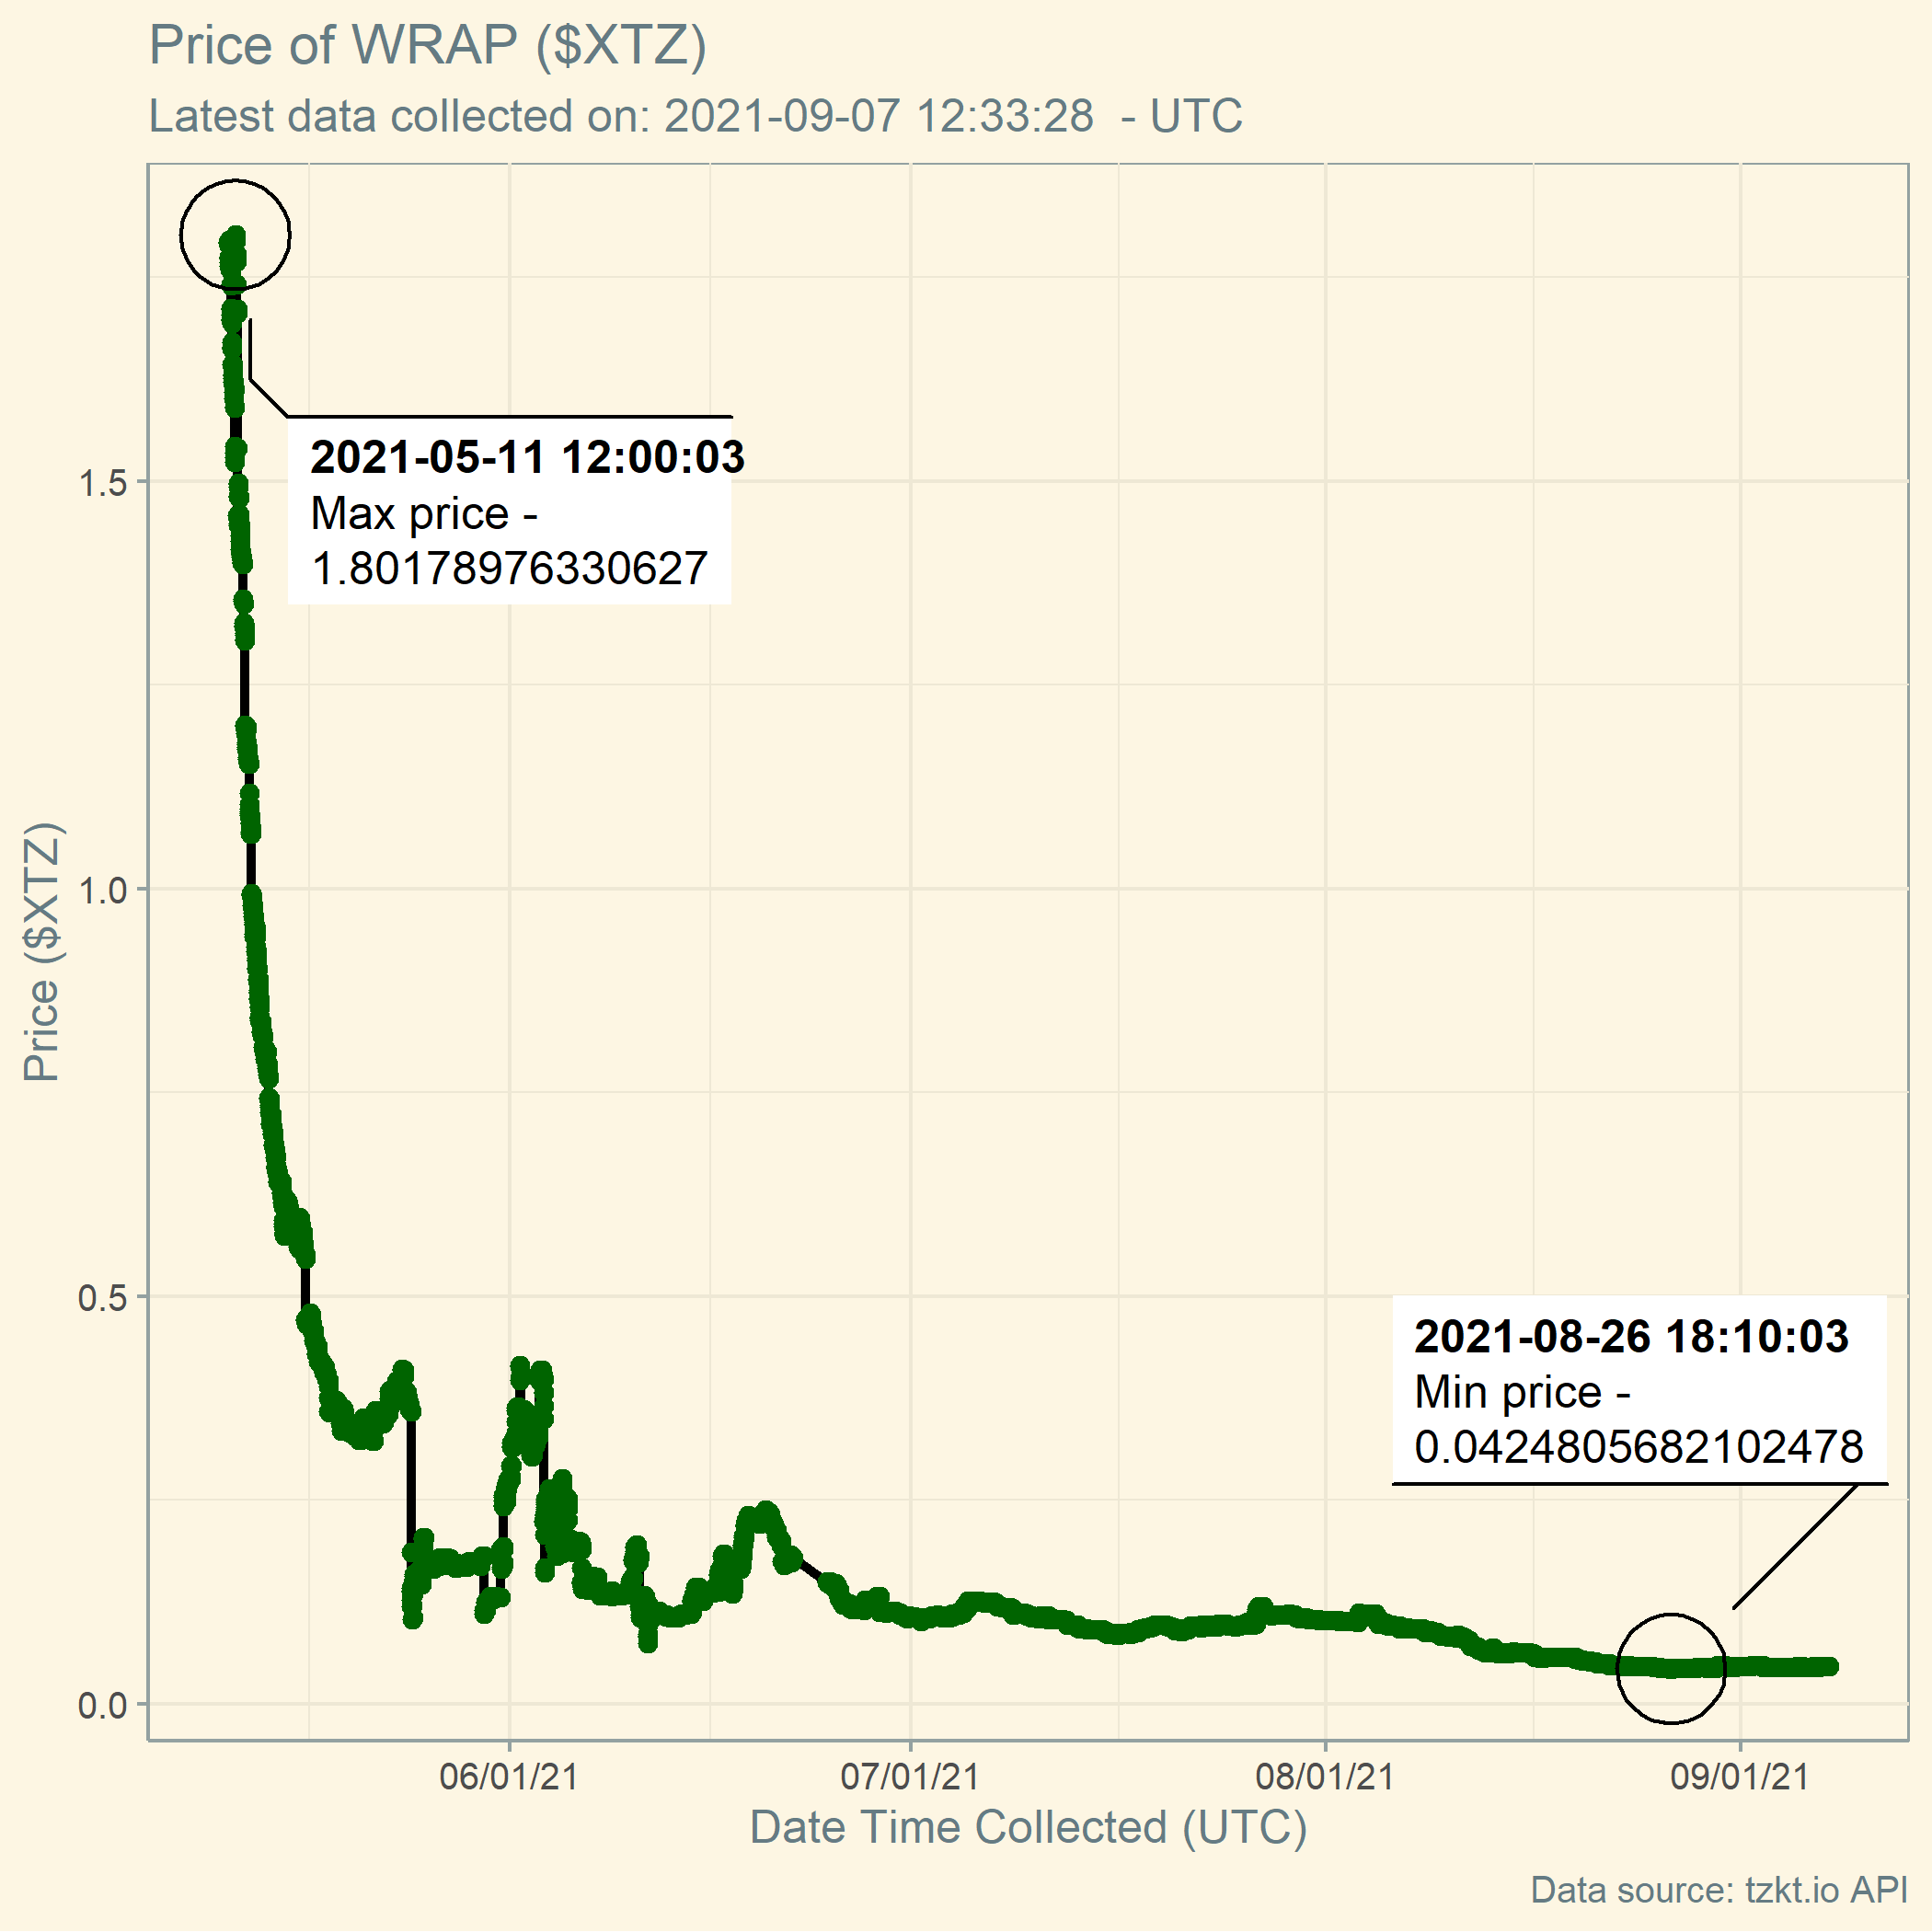 Price of WRAP ($XTZ)
Latest data collected on: 2021-09-07 12:33:28  - UTC
2021-05-11 12:00:03
Max price -
1.80178976330627
1.5
1.0
0.5
0.0
Price ($XTZ)
2021-08-26 18:10:03
Min price -
0.0424805682102478
06/01/21
07/01/21
08/01/21
09/01/21
Date Time Collected (UTC)
Data source: tzkt.io API